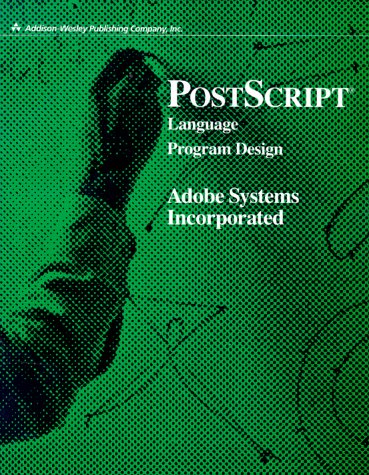 Addison-Wesley Publishing Company, Inc.
POSTSCRIPT®
Language
Program Design
Adobe Systems
Incorporated